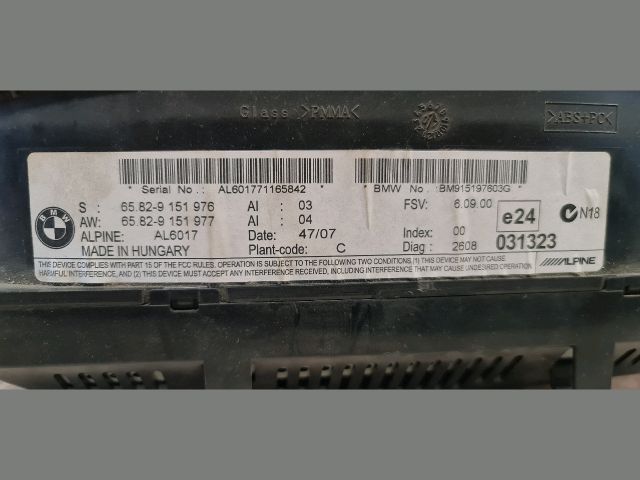 Glass >PMMA<
>ABS+PC<
* Serial No : AL601771165842 *
* BMW No : BM915197603G *
BMW
S : 65.82-9 151 976 AI : 03 FSV: 6.09.00
AW: 65.82-9 151 977 AI : 04
ALPINE: AL6017 Date: 47/07 Index: 00
MADE IN HUNGARY Plant-code: C Diag : 2608
e24
031323
N18
THIS DEVICE COMPLIES WITH PART 15 OF THE FCC RULES. OPERATION IS SUBJECT TO THE FOLLOWING TWO CONDITIONS, (1) THIS DEVICE MAY NOT CAUSE
HARMFUL INTERFERENCE, AND (2) THIS DEVICE MUST ACCEPT ANY INTERFERENCE THAT MAY CAUSE UNDESIRED OPERATION.
ALPINE